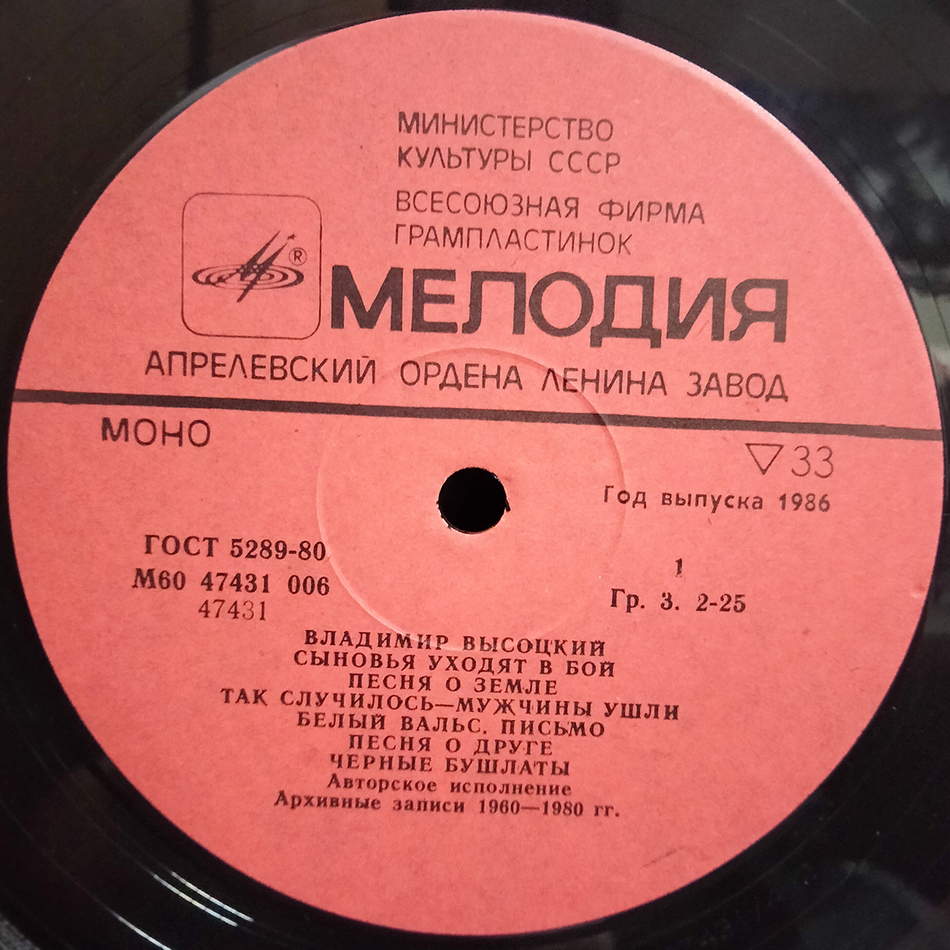 МИНИСТЕРСТВО
КУЛЬТУРЫ СССР
ВСЕСОЮЗНАЯ ФИРМА
ГРАМПЛАСТИНОК
®
МЕЛОДИЯ
АПРЕЛЕВСКИЙ ОРДЕНА ЛЕНИНА ЗАВОД
МОНО
▽33
Год выпуска 1986
ГОСТ 5289-80
1
М60 47431 006
Гр. 3. 2-25
47431
ВЛАДИМИР ВЫСОЦКИЙ
СЫНОВЬЯ УХОДЯТ В БОЙ
ПЕСНЯ О ЗЕМЛЕ
ТАК СЛУЧИЛОСЬ—МУЖЧИНЫ УШЛИ
БЕЛЫЙ ВАЛЬС. ПИСЬМО
ПЕСНЯ О ДРУГЕ
ЧЕРНЫЕ БУШЛАТЫ
Авторское исполнение
Архивные записи 1960—1980 гг.